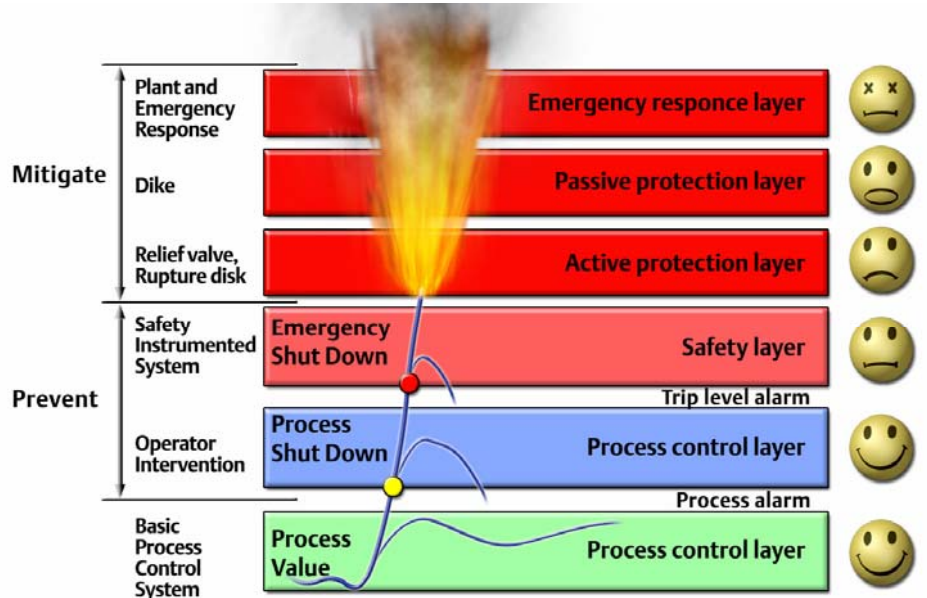 Plant and
Emergency
Response
Emergency responce layer
Mitigate
Dike
Passive protection layer
Relief valve,
Rupture disk
Active protection layer
Safety
Instrumented
System
Emergency
Shut Down
Safety layer
Trip level alarm
Prevent
Operator
Intervention
Process
Shut Down
Process control layer
Process alarm
Basic
Process
Control
System
Process
Value
Process control layer